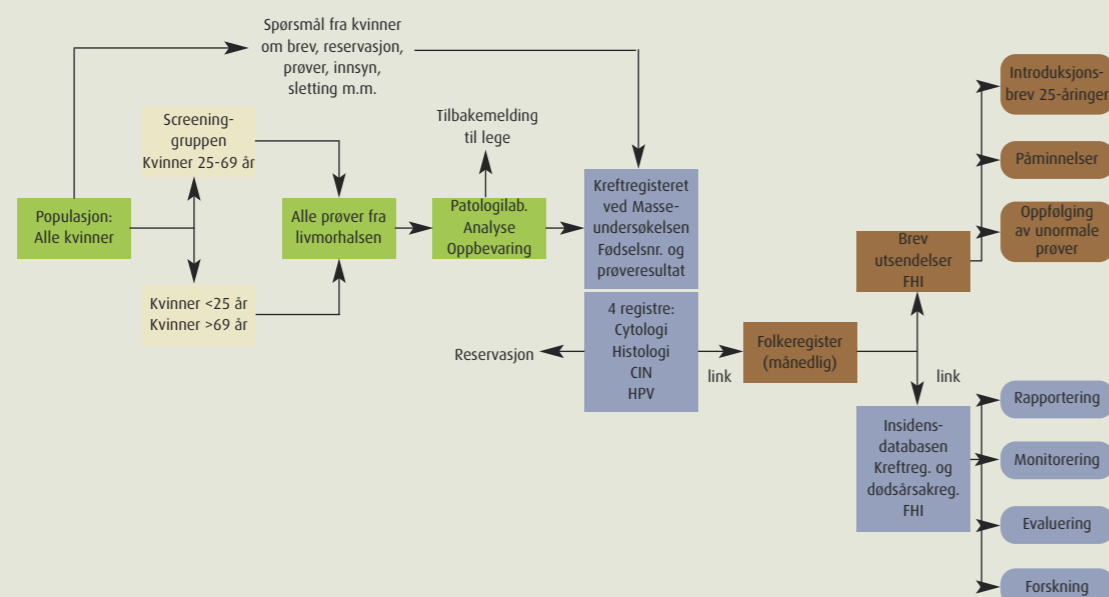 Spørsmål fra kvinner
om brev, reservasjon,
prøver, innsyn,
sletting m.m.
Screening-
gruppen
Kvinner 25-69 år
Populasjon:
Alle kvinner
Kvinner <25 år
Kvinner >69 år
Alle prøver fra
livmorhalsen
Tilbakemelding
til lege
Patologilab.
Analyse
Oppbevaring
Kreftregisteret
ved Masse-
undersøkelsen
Fødselsnr. og
prøveresultat
4 registre:
Cytologi
Histologi
CIN
HPV
Reservasjon
link
Folkeregister
(månedlig)
Brev
utsendelser
FHI
Introduksjons-
brev 25-åringer
Påminnelser
Oppfølging
av unormale
prøver
link
Insidens-
databasen
Kreftreg. og
dødsårsakreg.
FHI
Rapportering
Monitorering
Evaluering
Forskning